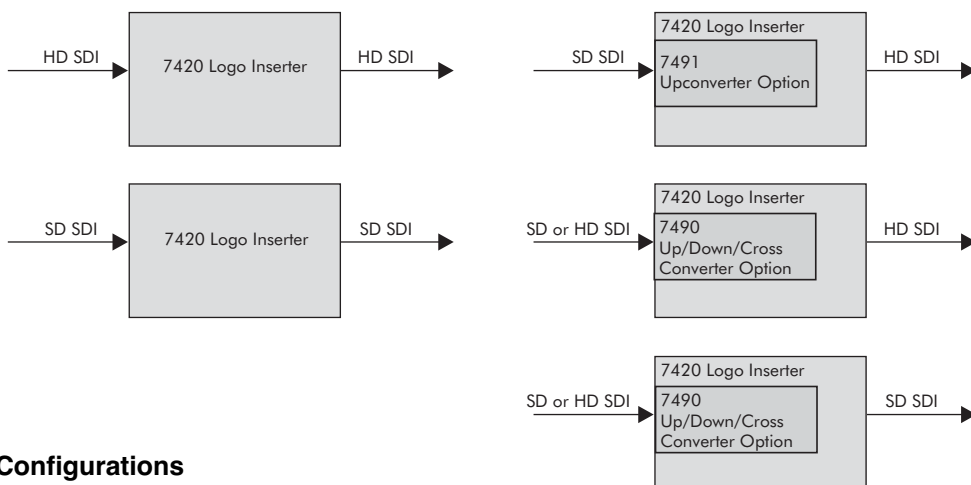 HD SDI
7420 Logo Inserter
HD SDI
SD SDI
7420 Logo Inserter
SD SDI
7420 Logo Inserter
SD SDI
7491
Upconverter Option
HD SDI
7420 Logo Inserter
SD or HD SDI
7490
Up/Down/Cross
Converter Option
HD SDI
7420 Logo Inserter
SD or HD SDI
7490
Up/Down/Cross
Converter Option
SD SDI
Configurations